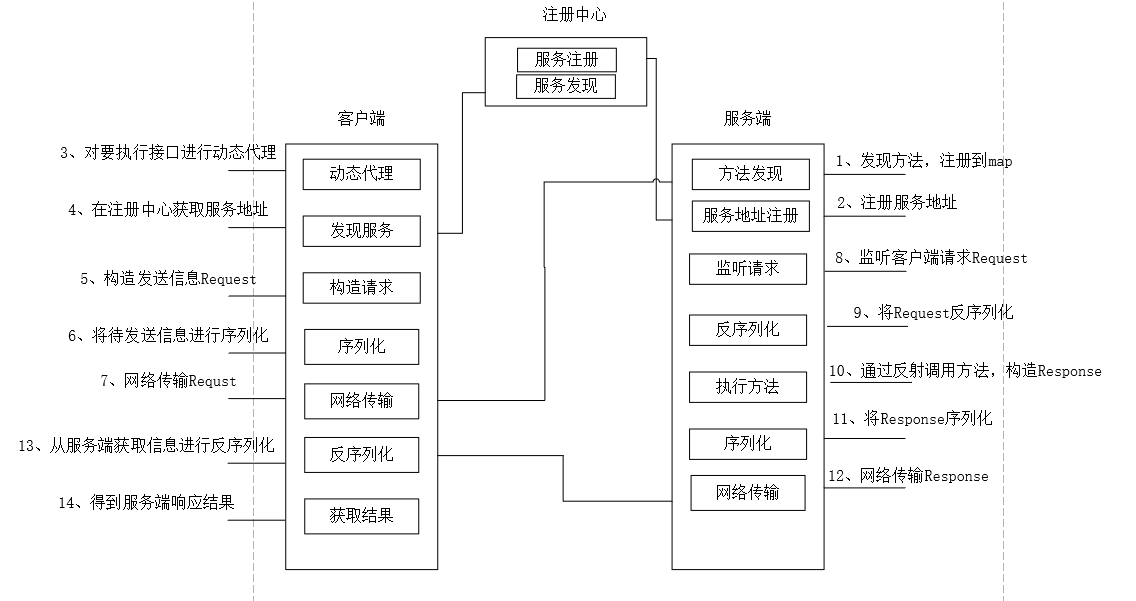 注册中心
服务注册
服务发现
客户端
服务端
3、对要执行接口进行动态代理
动态代理
4、在注册中心获取服务地址
发现服务
5、构造发送信息Request
构造请求
6、将待发送信息进行序列化
序列化
7、网络传输Requst
网络传输
13、从服务端获取信息进行反序列化
反序列化
14、得到服务端响应结果
获取结果
方法发现
1、发现方法，注册到map
服务地址注册
2、注册服务地址
监听请求
8、监听客户端请求Request
反序列化
9、将Request反序列化
执行方法
10、通过反射调用方法，构造Response
序列化
11、将Response序列化
网络传输
12、网络传输Response